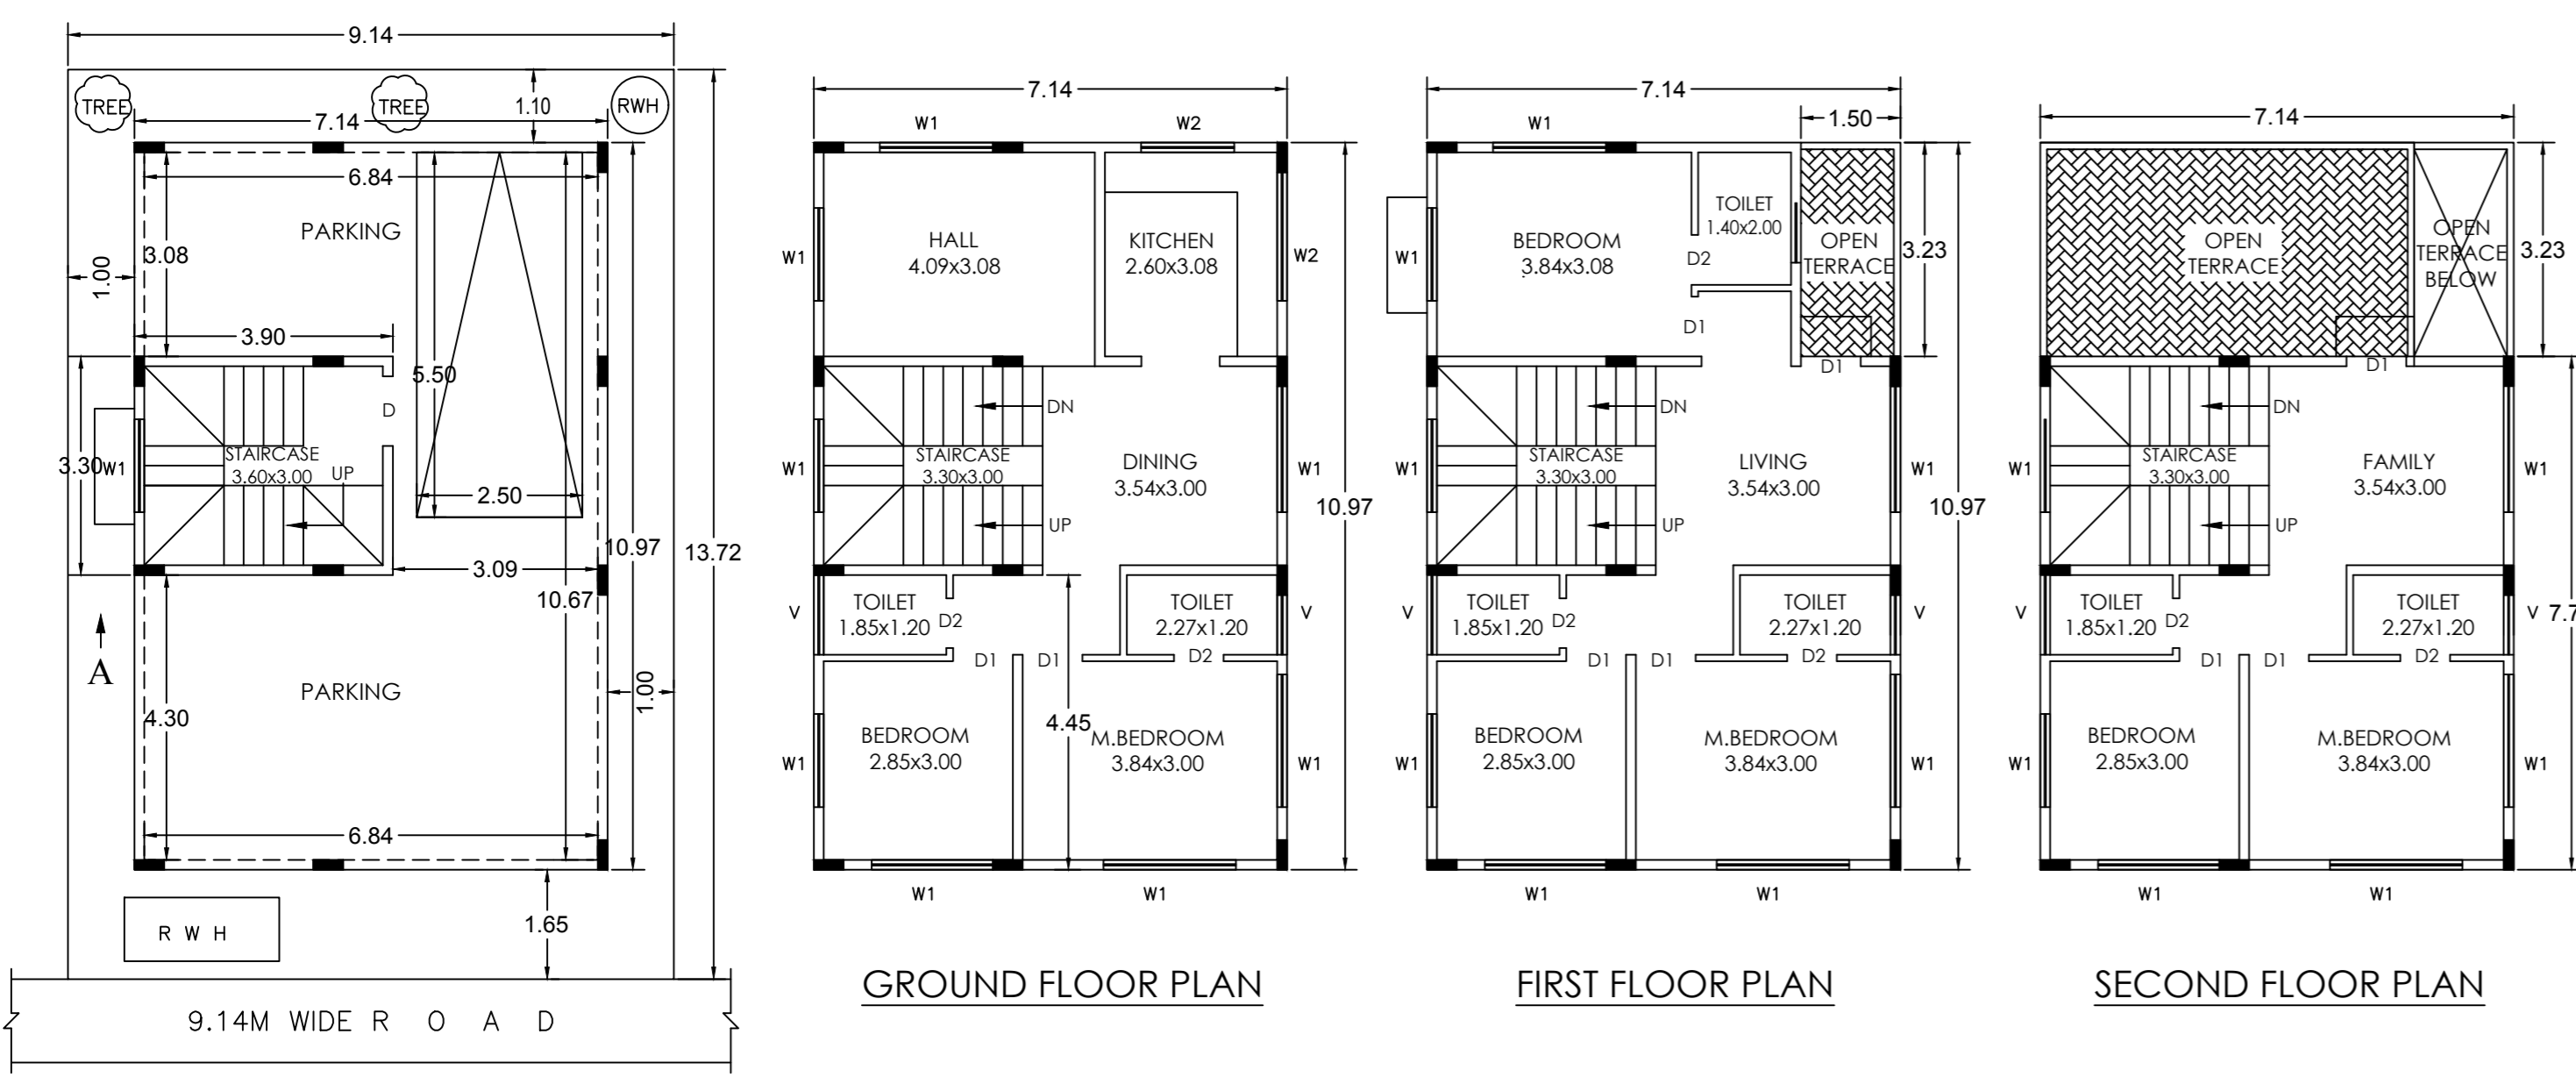 9.14
TREE
TREE
RWH
1.10
7.14
6.84
PARKING
3.08
1.00
3.90
5.50
D
3.30
W1
STAIRCASE
3.60x3.00
UP
2.50
3.09
10.97
13.72
10.67
A
PARKING
1.00
4.30
6.84
1.65
R W H
9.14M WIDE R O A D
7.14
W1
W2
HALL
4.09x3.08
KITCHEN
2.60x3.08
W1
W2
DN
STAIRCASE
3.30x3.00
DINING
3.54x3.00
W1
W1
10.97
UP
TOILET
1.85x1.20
D2
TOILET
2.27x1.20
V
V
D1
D1
D2
4.45
BEDROOM
2.85x3.00
M.BEDROOM
3.84x3.00
W1
W1
W1
W1
GROUND FLOOR PLAN
7.14
1.50
W1
TOILET
1.40x2.00
BEDROOM
3.84x3.08
OPEN
TERRACE
3.23
W1
D2
D1
D1
DN
STAIRCASE
3.30x3.00
LIVING
3.54x3.00
W1
W1
10.97
UP
TOILET
1.85x1.20
D2
TOILET
2.27x1.20
V
V
D1
D1
D2
BEDROOM
2.85x3.00
M.BEDROOM
3.84x3.00
W1
W1
W1
W1
FIRST FLOOR PLAN
7.14
OPEN
TERRACE
OPEN
TERRACE
BELOW
3.23
D1
DN
STAIRCASE
3.30x3.00
FAMILY
3.54x3.00
W1
W1
UP
TOILET
1.85x1.20
D2
TOILET
2.27x1.20
V
V
D1
D1
D2
BEDROOM
2.85x3.00
M.BEDROOM
3.84x3.00
W1
W1
W1
W1
SECOND FLOOR PLAN